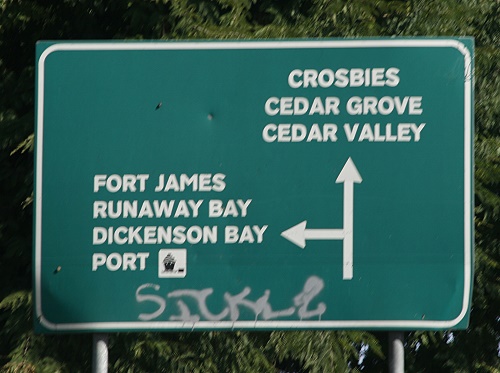 CROSBIES
CEDAR GROVE
CEDAR VALLEY
FORT JAMES
RUNAWAY BAY
DICKENSON BAY
PORT